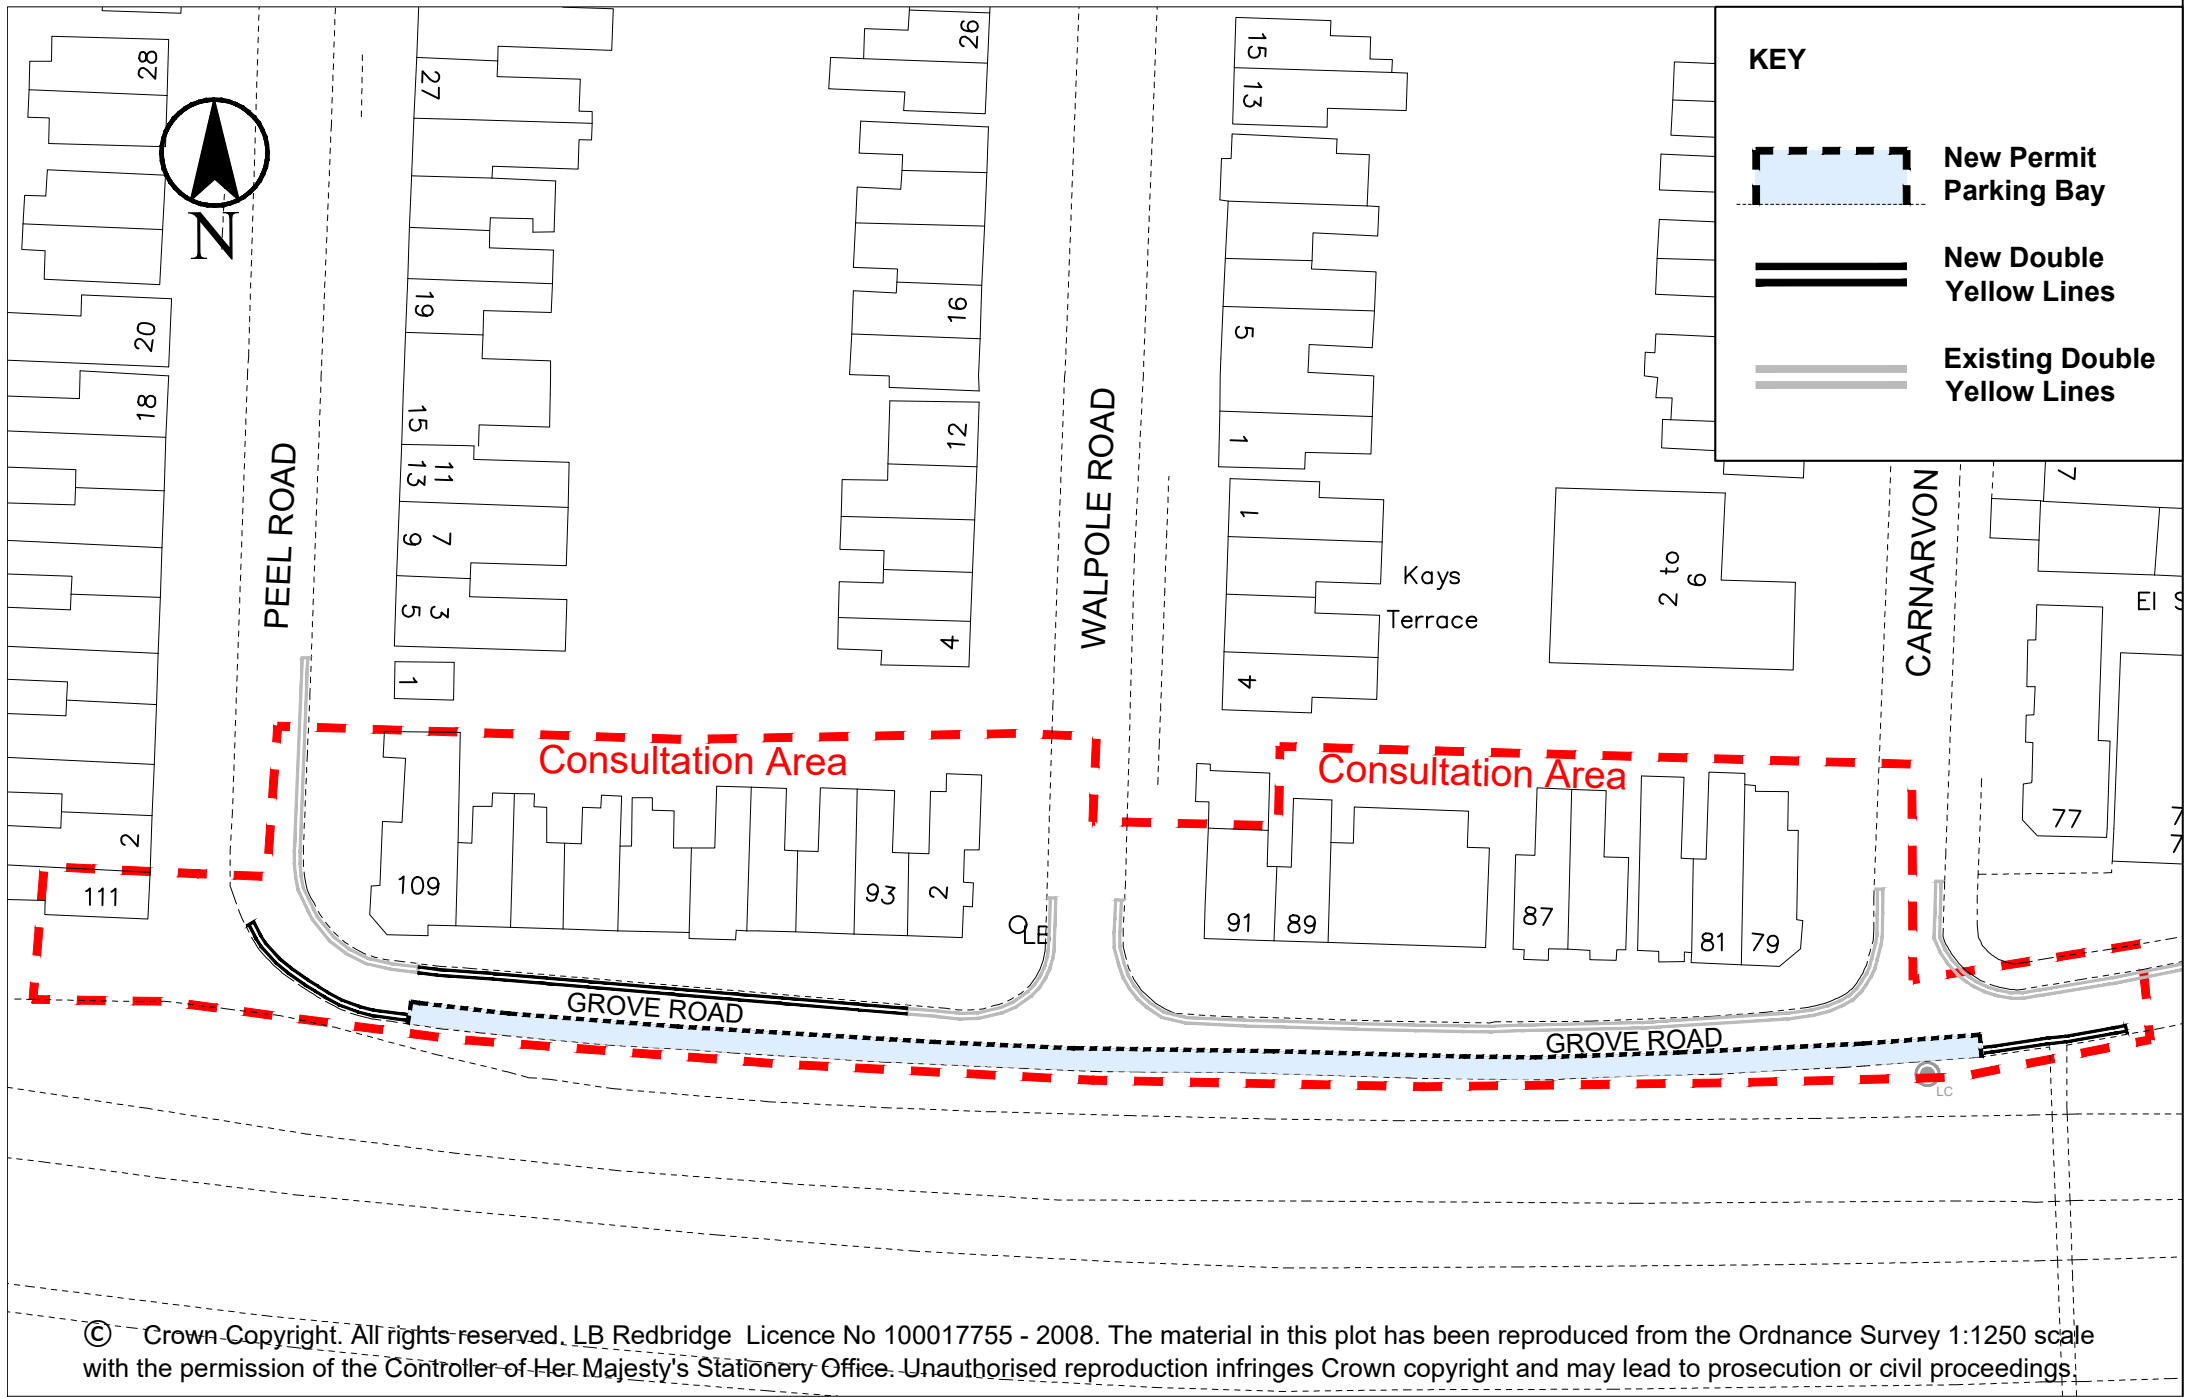 KEY
New Permit
Parking Bay
New Double
Yellow Lines
Existing Double
Yellow Lines
N
28
20
18
2
111
27
19
15
11
13
7
9
3
5
1
109
93
2
26
16
12
4
15
13
5
1
1
4
Kays
Terrace
2 to
6
7
El
77
91
89
87
81
79
LB
LC
PEEL ROAD
WALPOLE ROAD
CARNARVON
Consultation Area
Consultation Area
GROVE ROAD
GROVE ROAD
© Crown Copyright. All rights reserved. LB Redbridge Licence No 100017755 - 2008. The material in this plot has been reproduced from the Ordnance Survey 1:1250 scale
with the permission of the Controller of Her Majesty's Stationery Office. Unauthorised reproduction infringes Crown copyright and may lead to prosecution or civil proceedings.